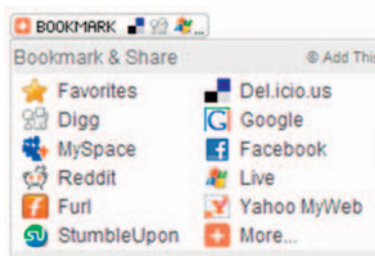 BOOKMARK ...
Bookmark & Share © Add This
Favorites Del.icio.us
Digg Google
MySpace Facebook
Reddit Live
Furl Yahoo MyWeb
StumbleUpon More...